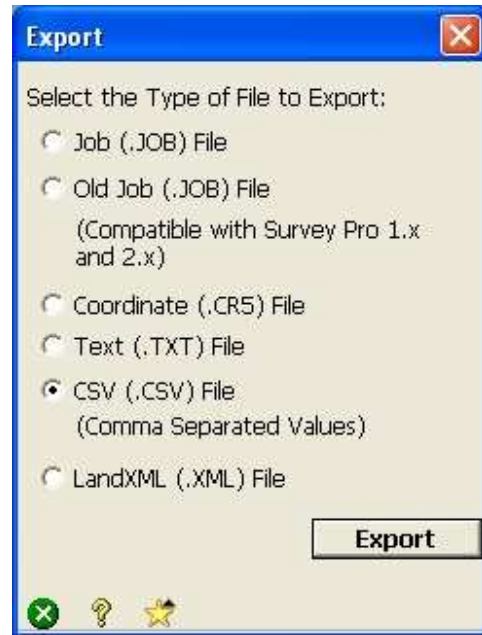 Export
Select the Type of File to Export:
Job (.JOB) File
Old Job (.JOB) File
(Compatible with Survey Pro 1.x
and 2.x)
Coordinate (.CR5) File
Text (.TXT) File
CSV (.CSV) File
(Comma Separated Values)
LandXML (.XML) File
Export